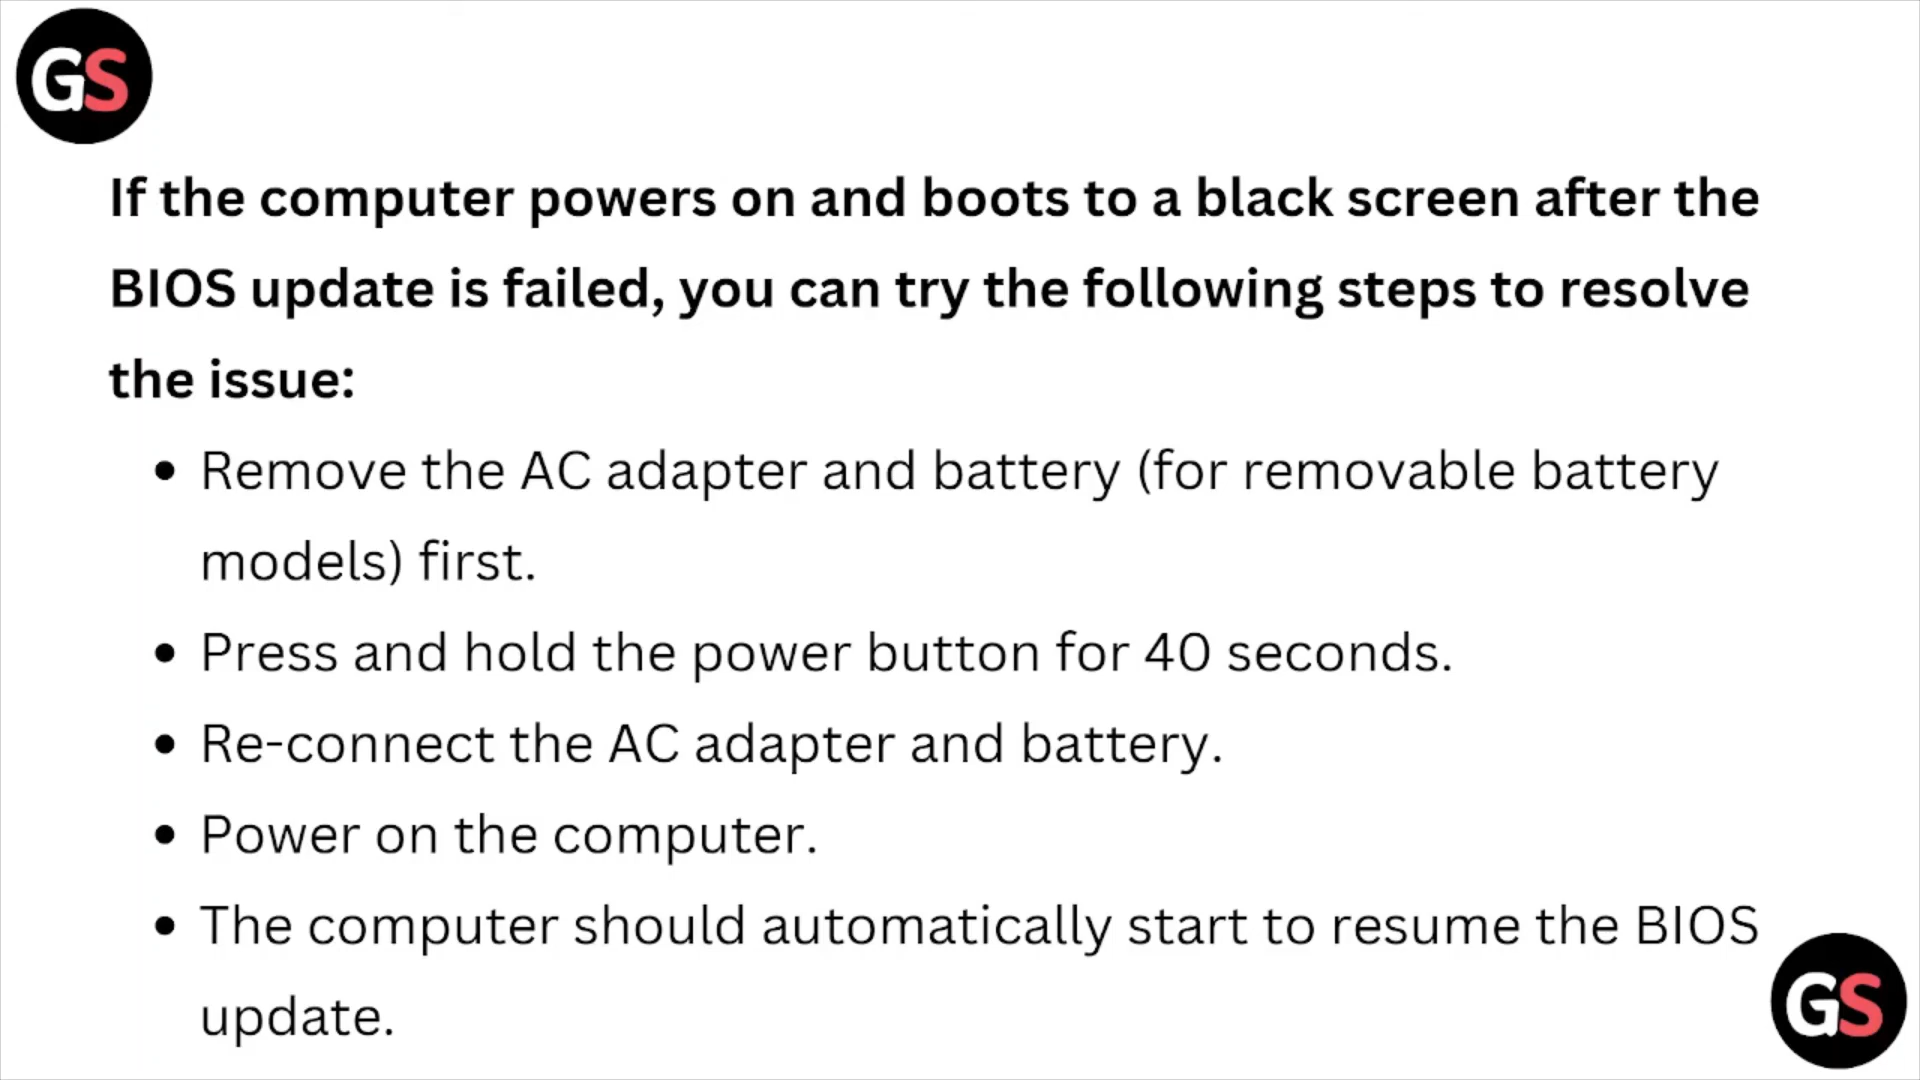 GS
If the computer powers on and boots to a black screen after the
BIOS update is failed, you can try the following steps to resolve
the issue:
• Remove the AC adapter and battery (for removable battery
models) first.
• Press and hold the power button for 40 seconds.
• Re-connect the AC adapter and battery.
• Power on the computer.
• The computer should automatically start to resume the BIOS
update.
GS